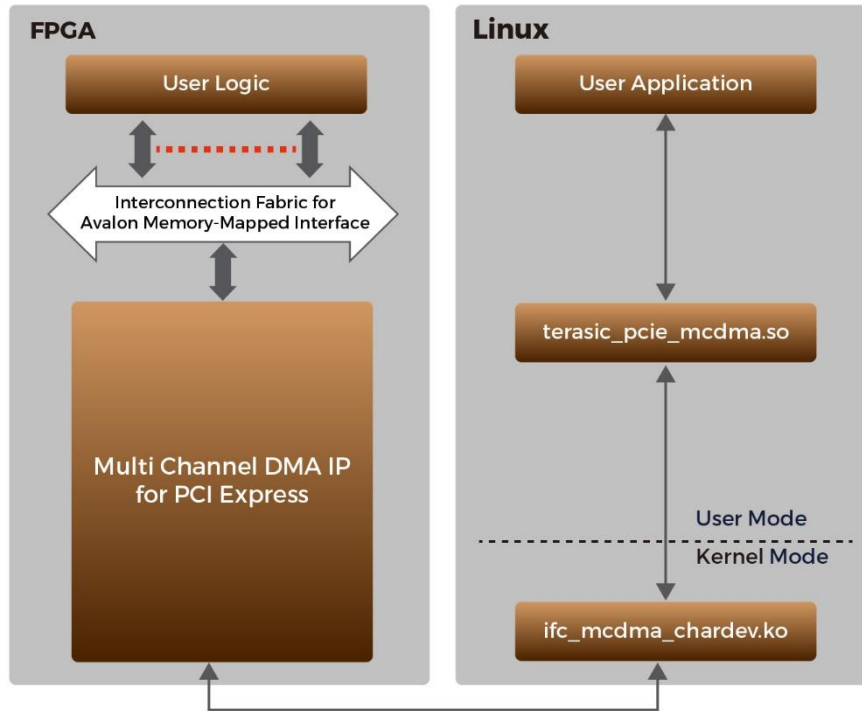 FPGA
User Logic
Interconnection Fabric for
Avalon Memory-Mapped Interface
Multi Channel DMA IP
for PCI Express
Linux
User Application
terasic_pcie_mcdma.so
User Mode
Kernel Mode
ifc_mcdma_chardev.ko